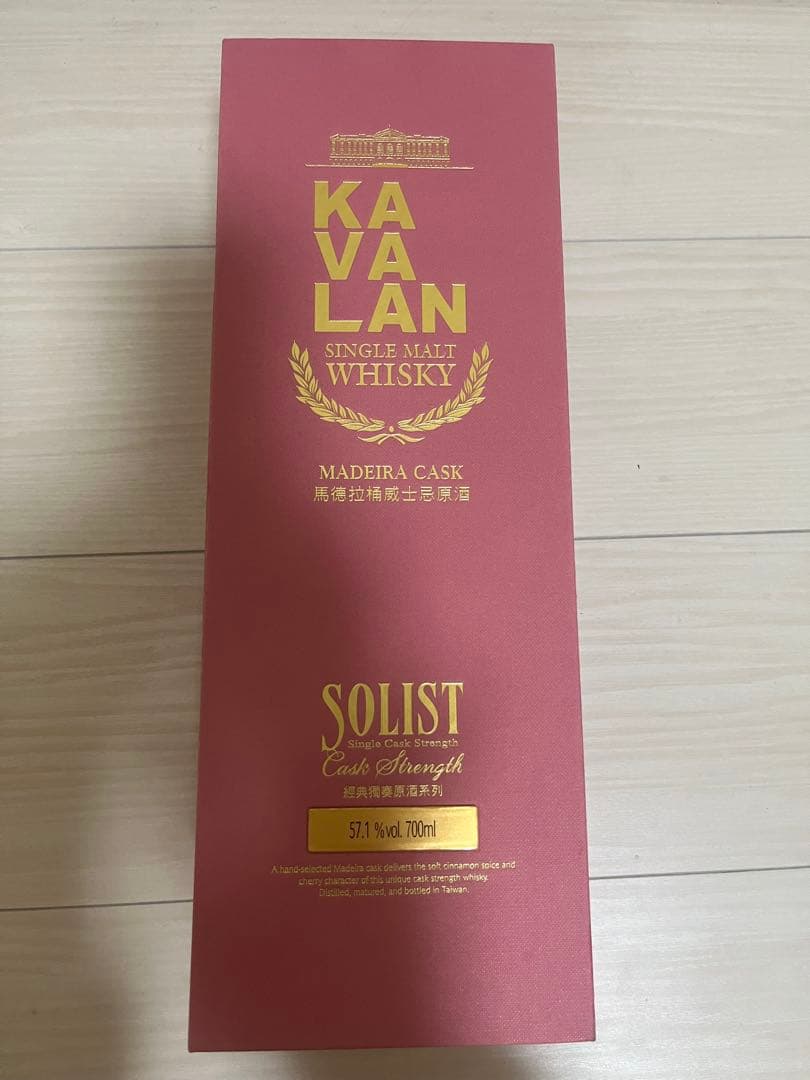 KA
VA
LAN
SINGLE MALT
WHISKY
MADEIRA CASK
馬德拉桶威士忌原酒
SOLIST
Single Cask Strength
Cask Strength
經典獨奏原酒系列
57.1 %vol. 700ml
A hand-selected Madeira cask delivers the soft cinnamon spice and
cherry character of this unique cask strength whisky.
Distilled, matured, and bottled in Taiwan.